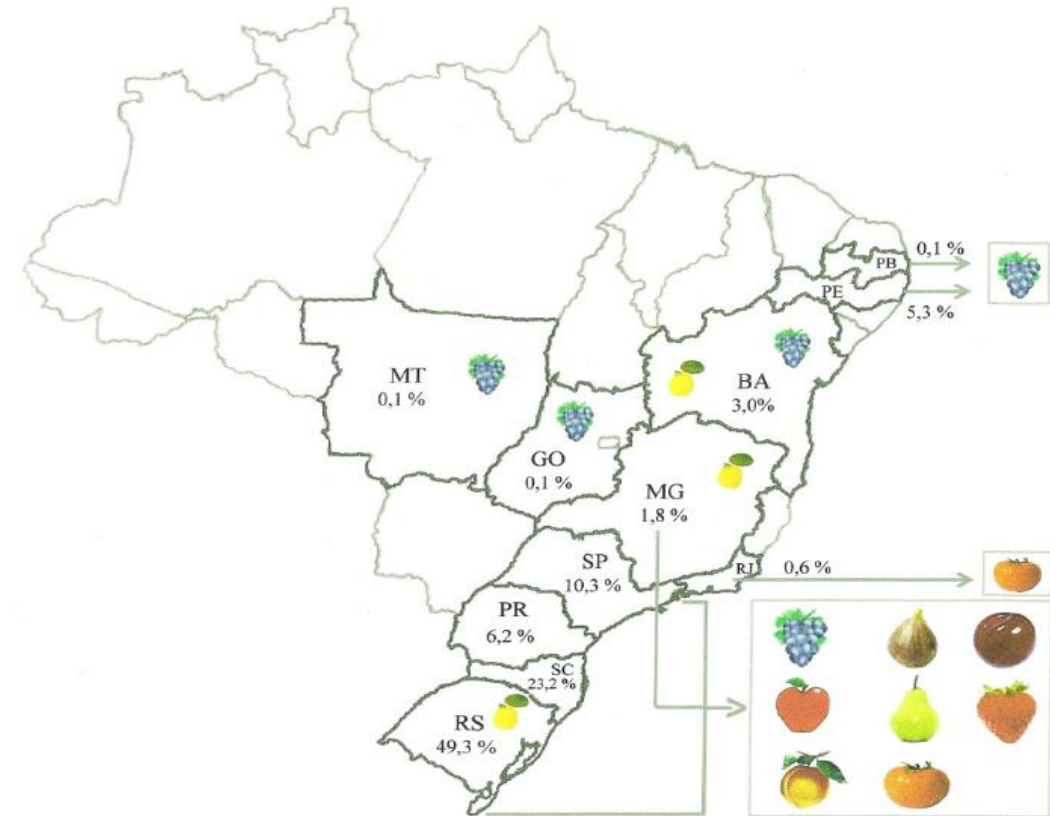 0,1 %
PB
PE
5,3 %
MT
0,1 %
BA
3,0%
GO
0,1 %
MG
1,8 %
SP
10,3 %
RJ
0,6 %
PR
6,2 %
SC
23,2 %
RS
49,3 %